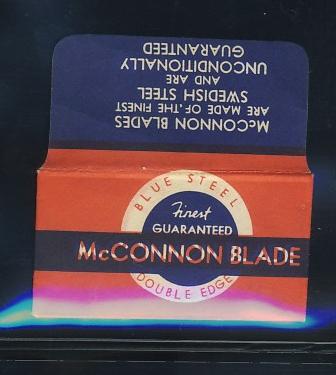 McCONNON BLADES
ARE MADE OF THE FINEST
SWEDISH STEEL
AND ARE
UNCONDITIONALLY
GUARANTEED
BLUE STEEL
Finest
GUARANTEED
McCONNON BLADE
DOUBLE EDGE